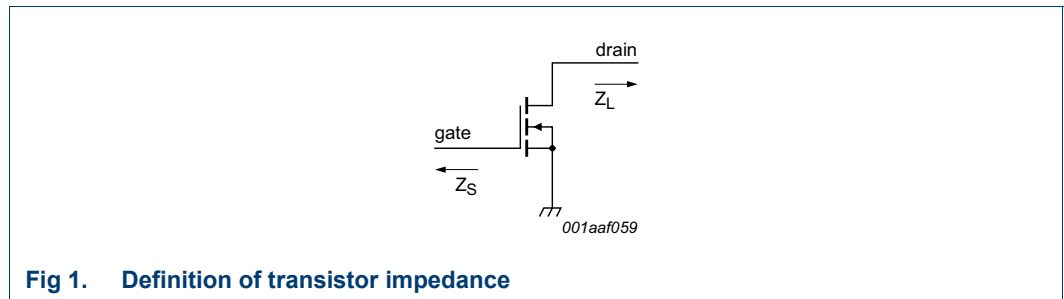 drain
Z_L
gate
Z_S
001aaf059
Fig 1. Definition of transistor impedance